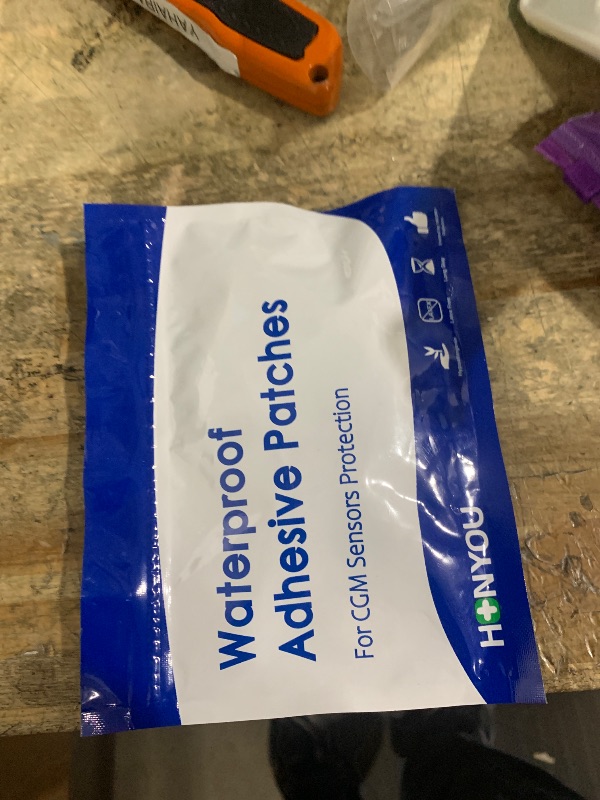 Waterproof
Adhesive Patches
For CGM Sensors Protection
HONYOU